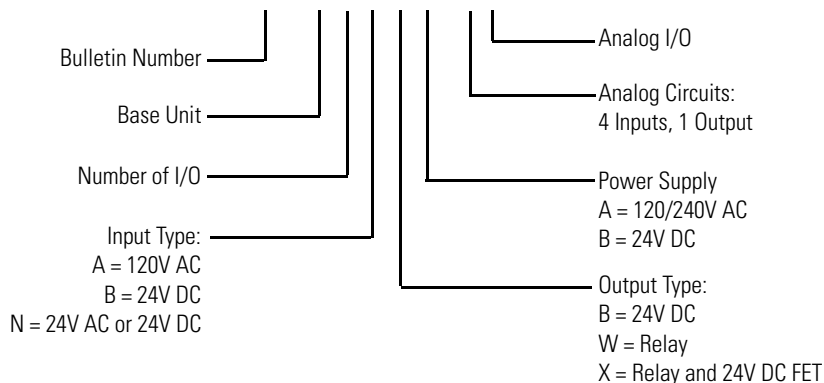 Bulletin Number
Base Unit
Number of I/O
Input Type:
A = 120V AC
B = 24V DC
N = 24V AC or 24V DC
Analog I/O
Analog Circuits:
4 Inputs, 1 Output
Power Supply
A = 120/240V AC
B = 24V DC
Output Type:
B = 24V DC
W = Relay
X = Relay and 24V DC FET